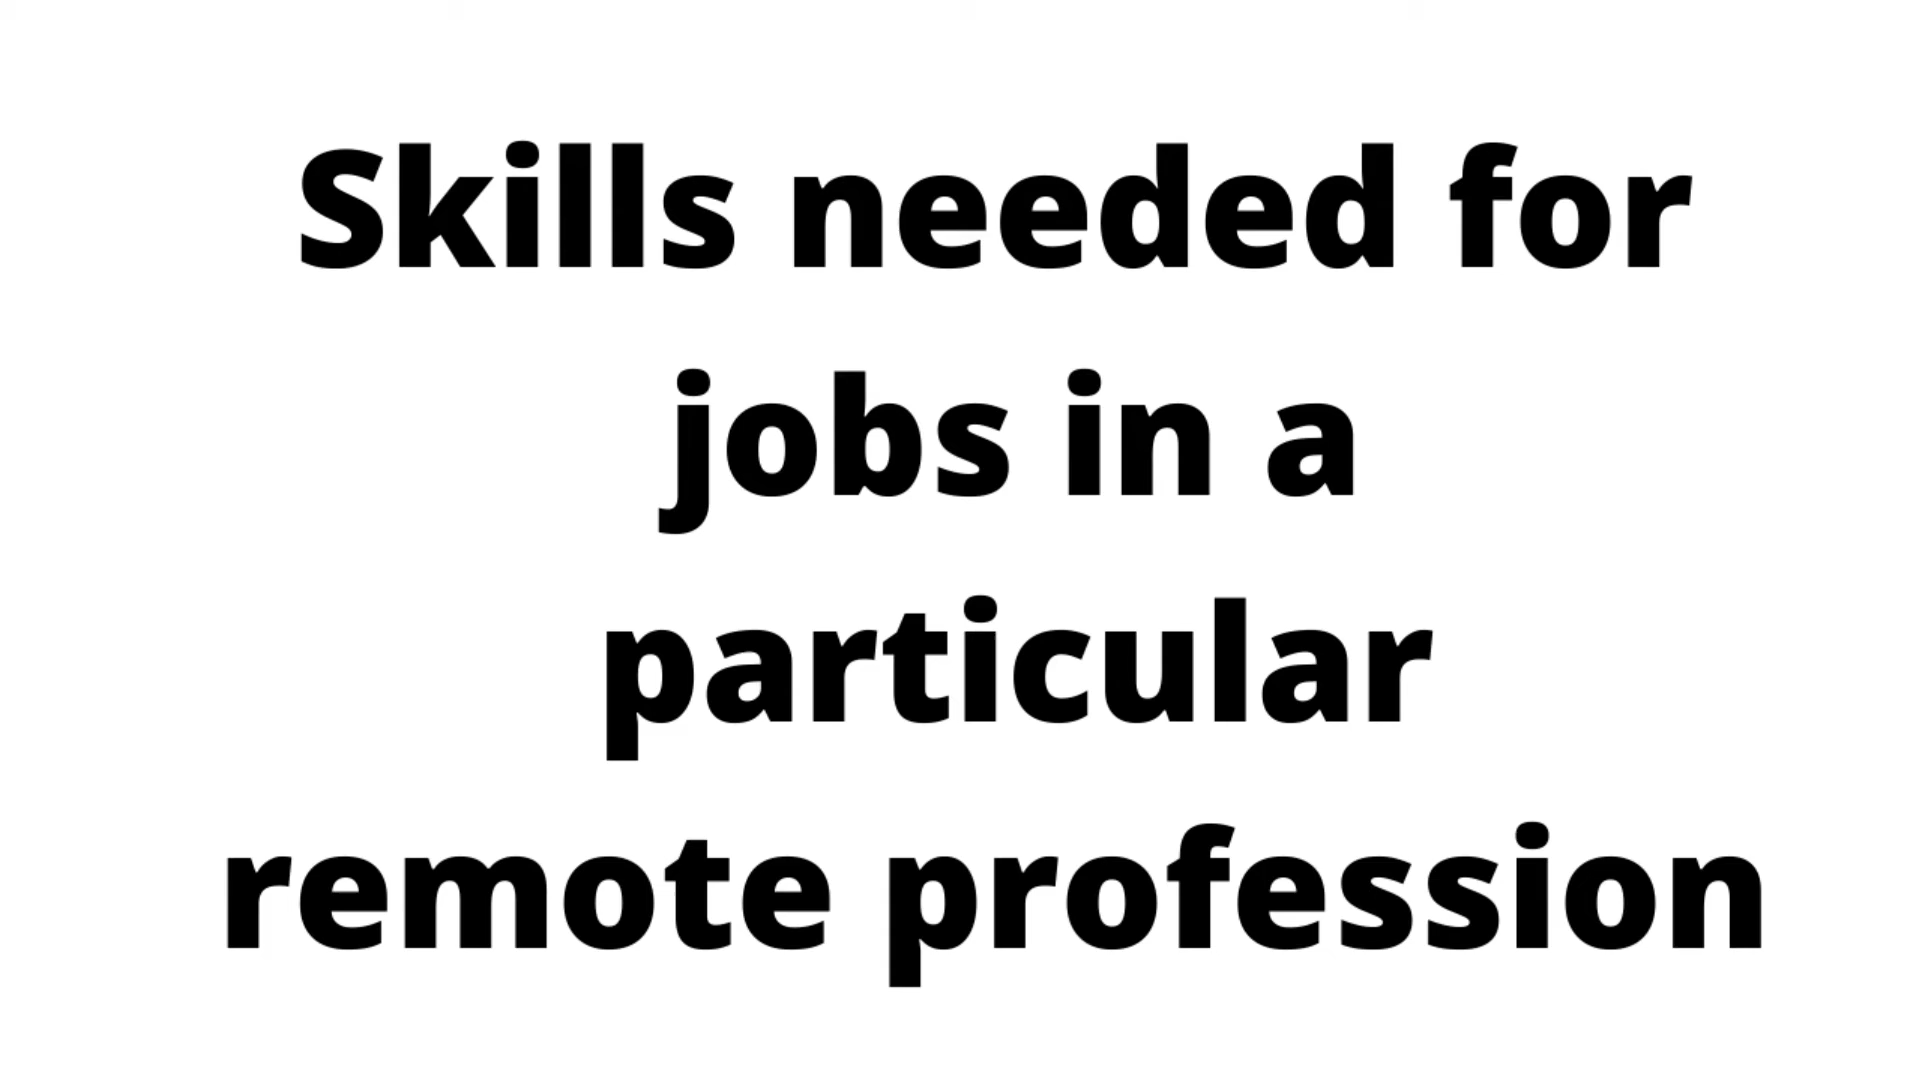 Skills needed for
jobs in a
particular
remote profession